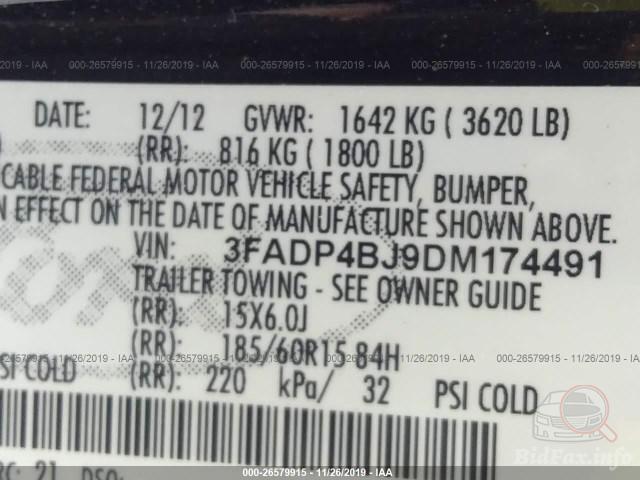 000-26579915 - 11/26/2019 - IAA 000-26579915 - 11/26/2019 - IAA 000-26579915 - 11/26/2019 - IAA
DATE: 12/12 GVWR: 1642 KG ( 3620 LB)
(RR): 816 KG ( 1800 LB)
CABLE FEDERAL MOTOR VEHICLE SAFETY, BUMPER,
N EFFECT ON THE DATE OF MANUFACTURE SHOWN ABOVE.
VIN: 3FADP4BJ9DM174491
TRAILER TOWING - SEE OWNER GUIDE
(RR): 15X6.0J
(RR): 185/60R15 84H
000-26579915 - 11/26/2019 - IAA 000-26579915 - 11/26/2019 - IAA 000-26579915 - 11/26/2019 - IAA
SI COLD (RR): 220 kPa/ 32 PSI COLD
RC: 21 DSO:
BidFax.info
000-26579915 - 11/26/2019 - IAA